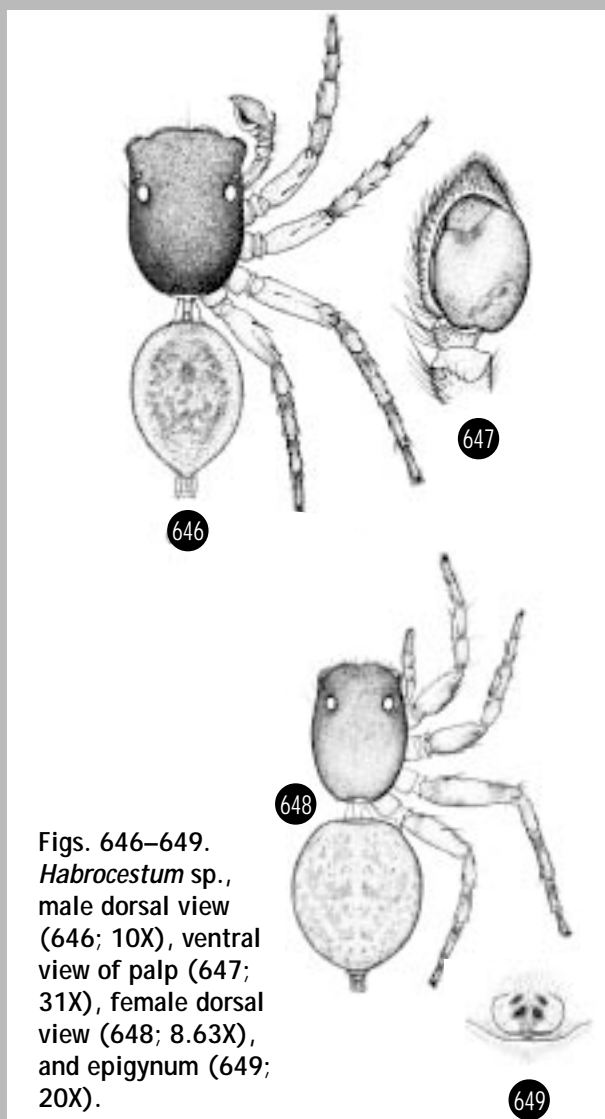 647
646
648
Figs. 646–649.
Habrocestum sp.,
male dorsal view
(646; 10X), ventral
view of palp (647;
31X), female dorsal
view (648; 8.63X),
and epigynum (649;
20X).
649